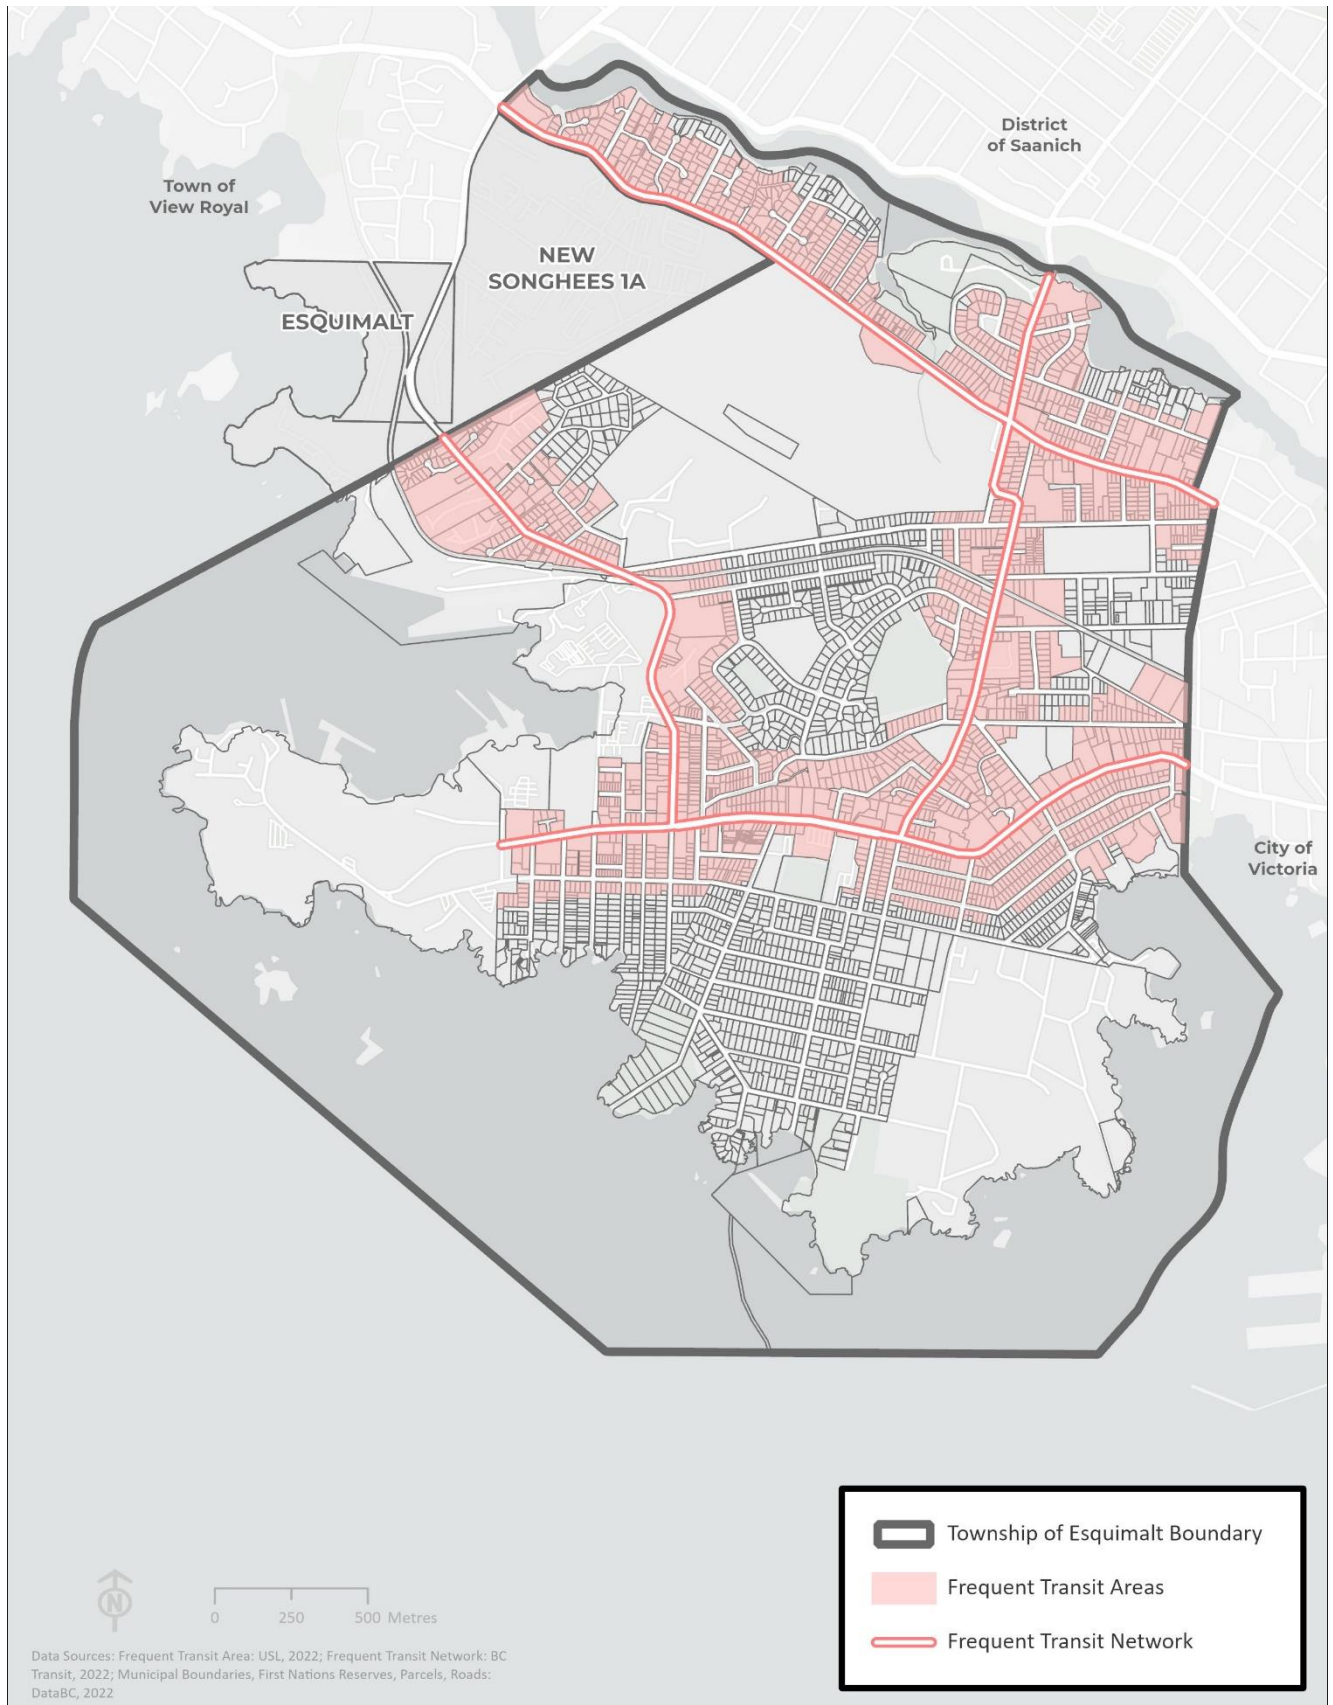 District
of Saanich
Town of
View Royal
NEW
SONGHEES 1A
ESQUIMALT
City of
Victoria
Township of Esquimalt Boundary
Frequent Transit Areas
Frequent Transit Network
N
0 250 500 Metres
Data Sources: Frequent Transit Area: USL, 2022; Frequent Transit Network: BC
Transit, 2022; Municipal Boundaries, First Nations Reserves, Parcels, Roads:
DataBC, 2022